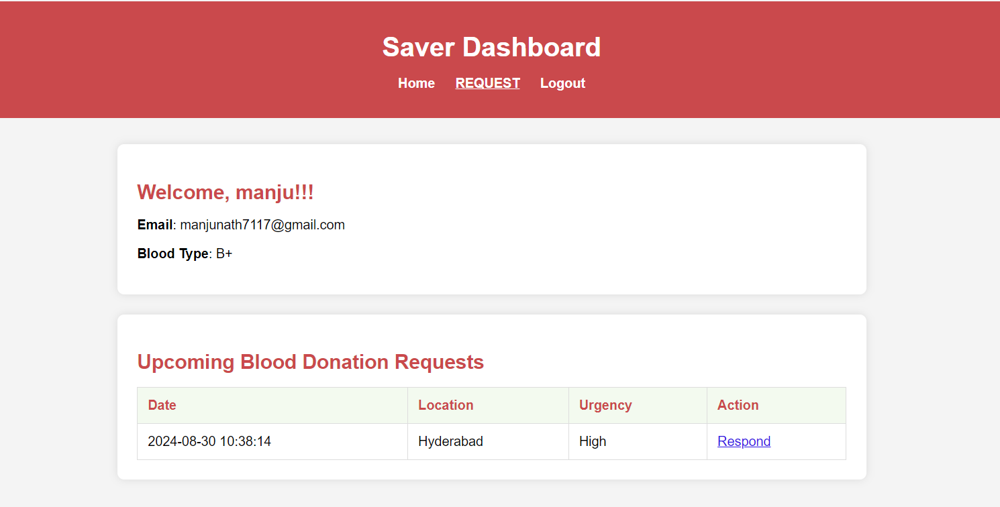 Saver Dashboard
Home REQUEST Logout
Welcome, manju!!!
Email: manjunath7117@gmail.com
Blood Type: B+
Upcoming Blood Donation Requests
Date Location Urgency Action
2024-08-30 10:38:14 Hyderabad High Respond